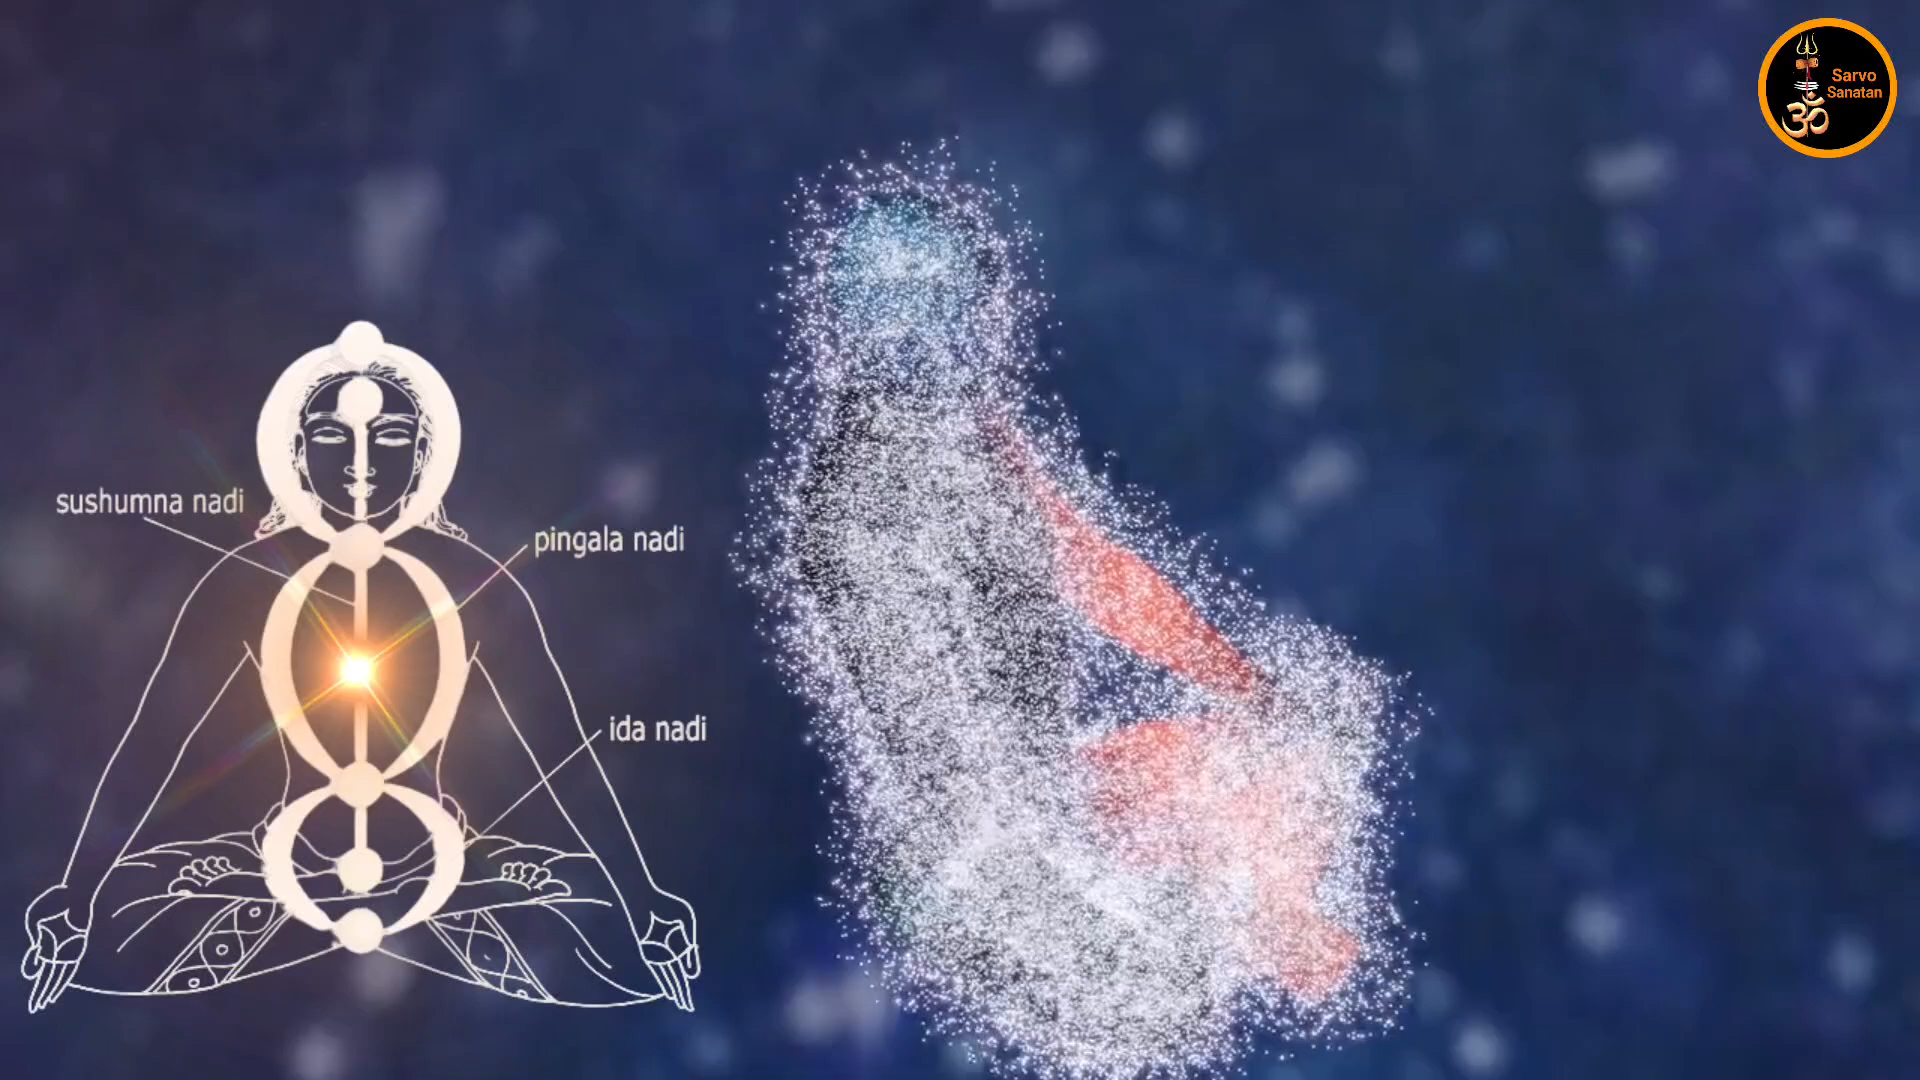 Sarvo
Sanatan
ॐ
sushumna nadi
pingala nadi
ida nadi